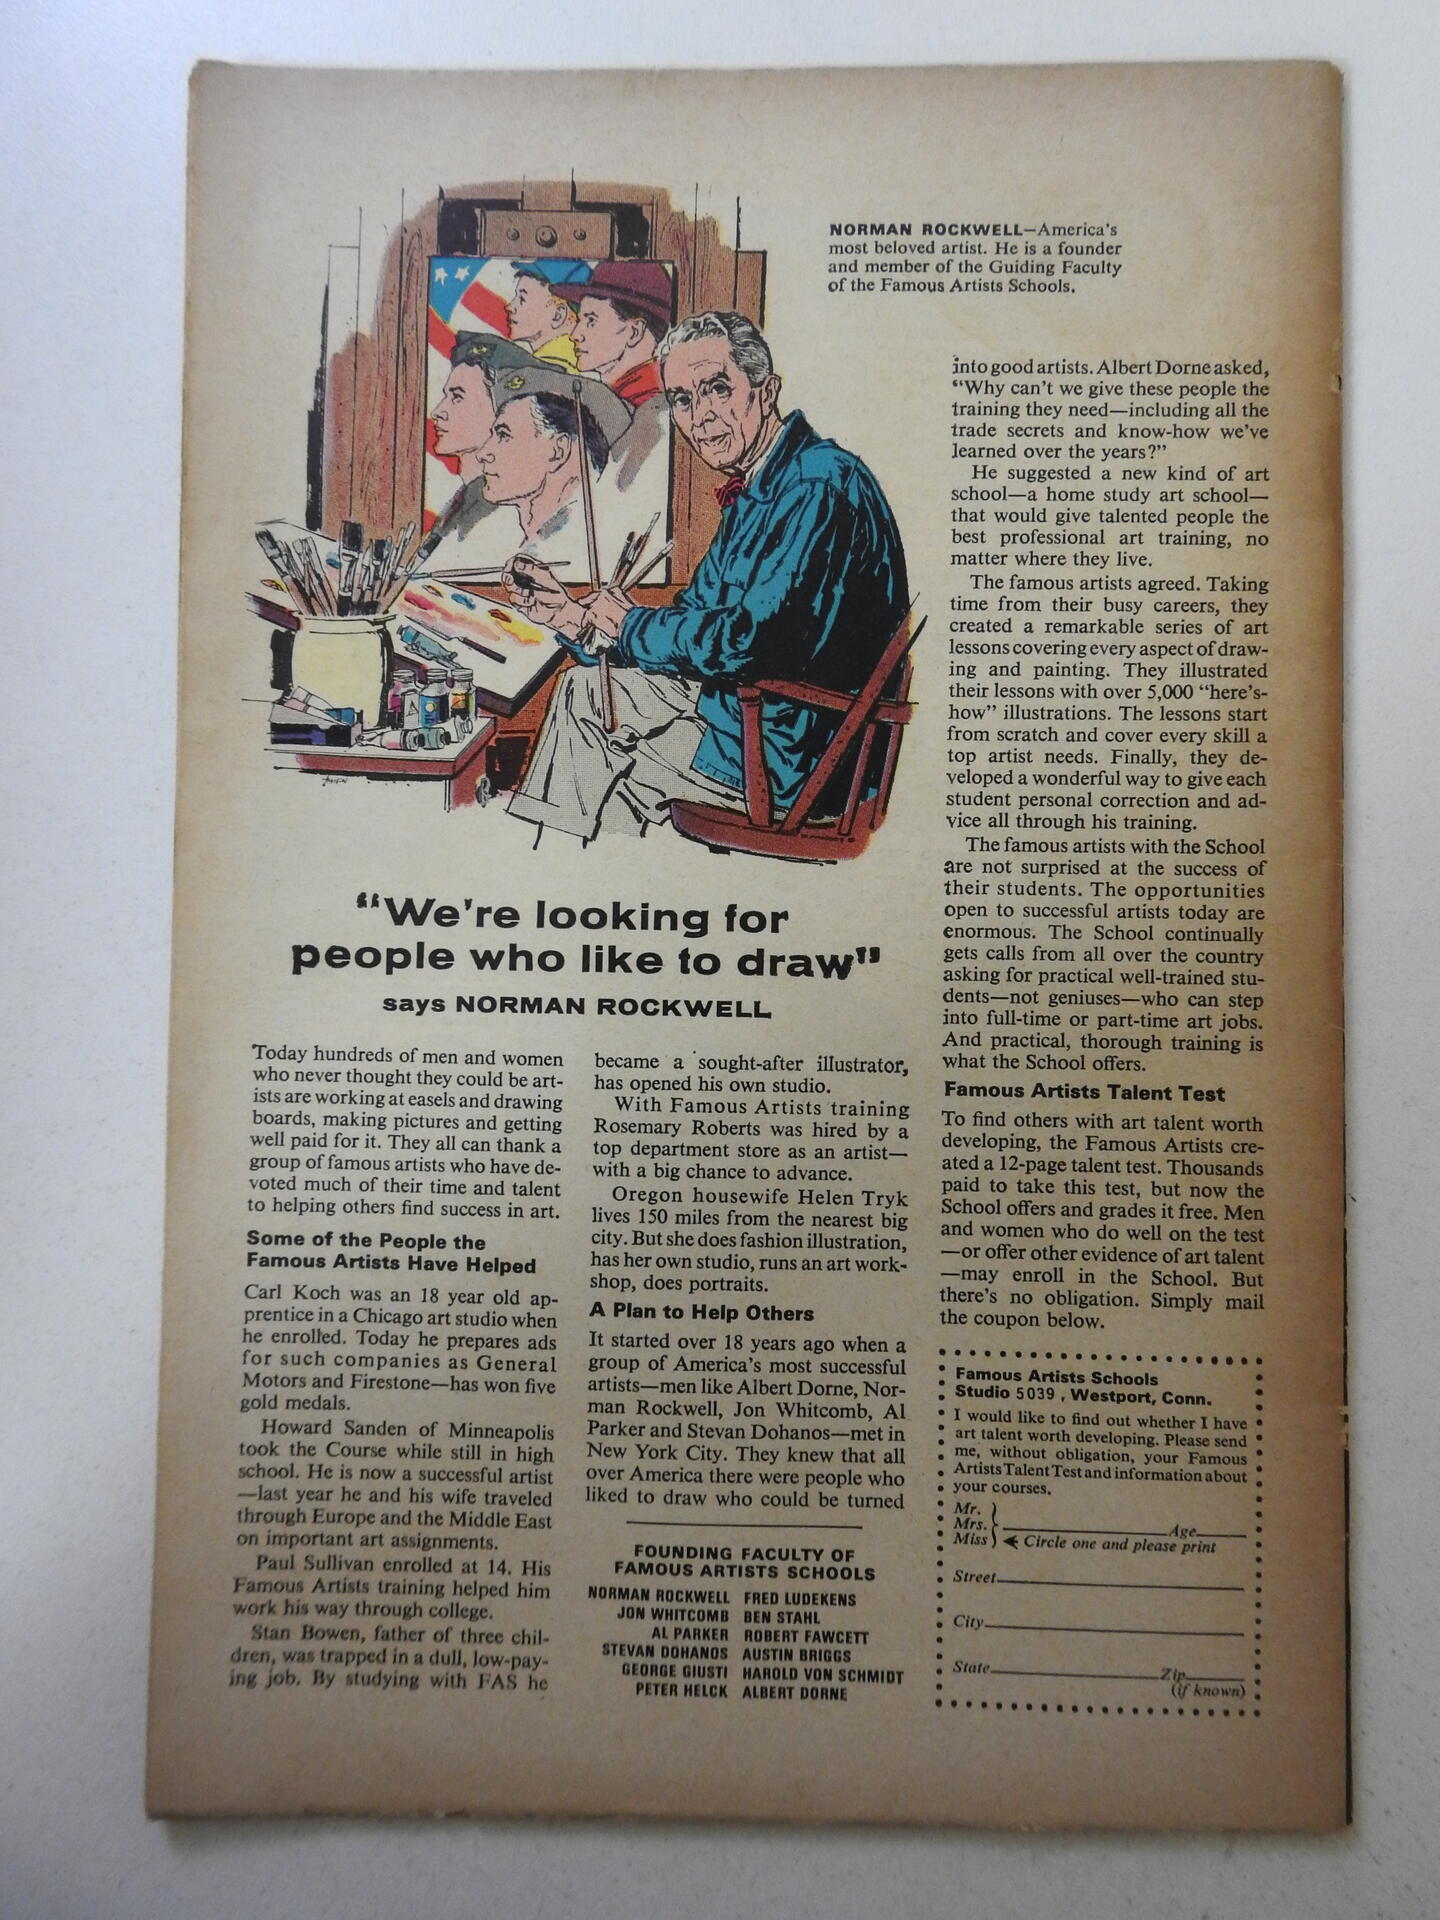 NORMAN ROCKWELL—America's
most beloved artist. He is a founder
and member of the Guiding Faculty
of the Famous Artists Schools.
"We're looking for
people who like to draw"
says NORMAN ROCKWELL
Today hundreds of men and women
who never thought they could be art-
ists are working at easels and drawing
boards, making pictures and getting
well paid for it. They all can thank a
group of famous artists who have de-
voted much of their time and talent
to helping others find success in art.
Some of the People the
Famous Artists Have Helped
Carl Koch was an 18 year old ap-
prentice in a Chicago art studio when
he enrolled. Today he prepares ads
for such companies as General
Motors and Firestone—has won five
gold medals.
Howard Sanden of Minneapolis
took the Course while still in high
school. He is now a successful artist
—last year he and his wife traveled
through Europe and the Middle East
on important art assignments.
Paul Sullivan enrolled at 14. His
Famous Artists training helped him
work his way through college.
Stan Bowen, father of three chil-
dren, was trapped in a dull, low-pay-
ing job. By studying with FAS he
became a sought-after illustrator,
has opened his own studio.
With Famous Artists training
Rosemary Roberts was hired by a
top department store as an artist—
with a big chance to advance.
Oregon housewife Helen Tryk
lives 150 miles from the nearest big
city. But she does fashion illustration,
has her own studio, runs an art work-
shop, does portraits.
A Plan to Help Others
It started over 18 years ago when a
group of America's most successful
artists—men like Albert Dorne, Nor-
man Rockwell, Jon Whitcomb, Al
Parker and Stevan Dohanos—met in
New York City. They knew that all
over America there were people who
liked to draw who could be turned
FOUNDING FACULTY OF
FAMOUS ARTISTS SCHOOLS
NORMAN ROCKWELL FRED LUDEKENS
JON WHITCOMB BEN STAHL
AL PARKER ROBERT FAWCETT
STEVAN DOHANOS AUSTIN BRIGGS
GEORGE GIUSTI HAROLD VON SCHMIDT
PETER HELCK ALBERT DORNE
into good artists. Albert Dorne asked,
"Why can't we give these people the
training they need—including all the
trade secrets and know-how we've
learned over the years?"
He suggested a new kind of art
school—a home study art school—
that would give talented people the
best professional art training, no
matter where they live.
The famous artists agreed. Taking
time from their busy careers, they
created a remarkable series of art
lessons covering every aspect of draw-
ing and painting. They illustrated
their lessons with over 5,000 "here's-
how" illustrations. The lessons start
from scratch and cover every skill a
top artist needs. Finally, they de-
veloped a wonderful way to give each
student personal correction and ad-
vice all through his training.
The famous artists with the School
are not surprised at the success of
their students. The opportunities
open to successful artists today are
enormous. The School continually
gets calls from all over the country
asking for practical well-trained stu-
dents—not geniuses—who can step
into full-time or part-time art jobs.
And practical, thorough training is
what the School offers.
Famous Artists Talent Test
To find others with art talent worth
developing, the Famous Artists cre-
ated a 12-page talent test. Thousands
paid to take this test, but now the
School offers and grades it free. Men
and women who do well on the test
—or offer other evidence of art talent
—may enroll in the School. But
there's no obligation. Simply mail
the coupon below.
Famous Artists Schools
Studio 5039, Westport, Conn.
I would like to find out whether I have
art talent worth developing. Please send
me, without obligation, your Famous
Artists Talent Test and information about
your courses.
Mr.
Mrs. Age
Miss Circle one and please print
Street
City
State Zip
(if known)